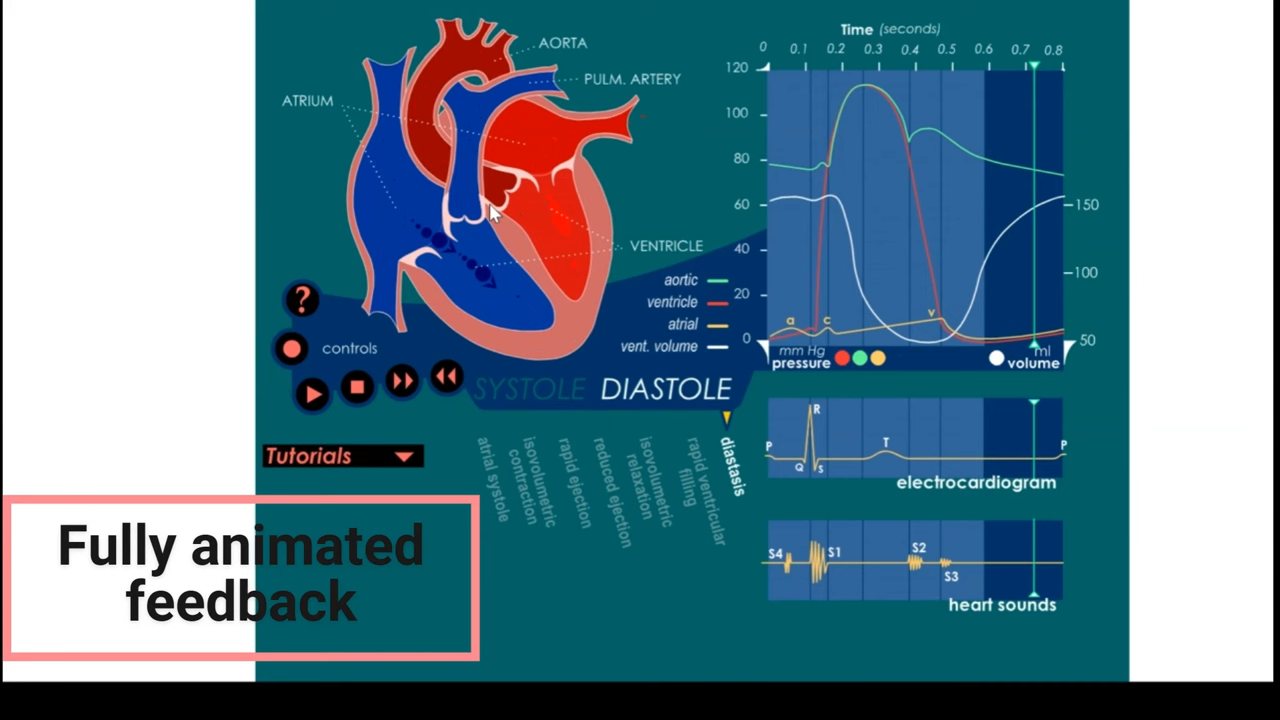 AORTA
PULM. ARTERY
ATRIUM
VENTRICLE
aortic
ventricle
atrial
vent. volume
?
controls
SYSTOLE DIASTOLE
Tutorials
atrial systole
isovolumetric
contraction
rapid ejection
reduced ejection
isovolumetric
relaxation
rapid ventricular
filling
diastasis
Fully animated
feedback
Time (seconds)
0 0.1 0.2 0.3 0.4 0.5 0.6 0.7 0.8
120
100
80
60
40
20
0
150
100
50
a c v
mm Hg
pressure
ml
volume
P Q R S T P
electrocardiogram
S4 S1 S2 S3
heart sounds